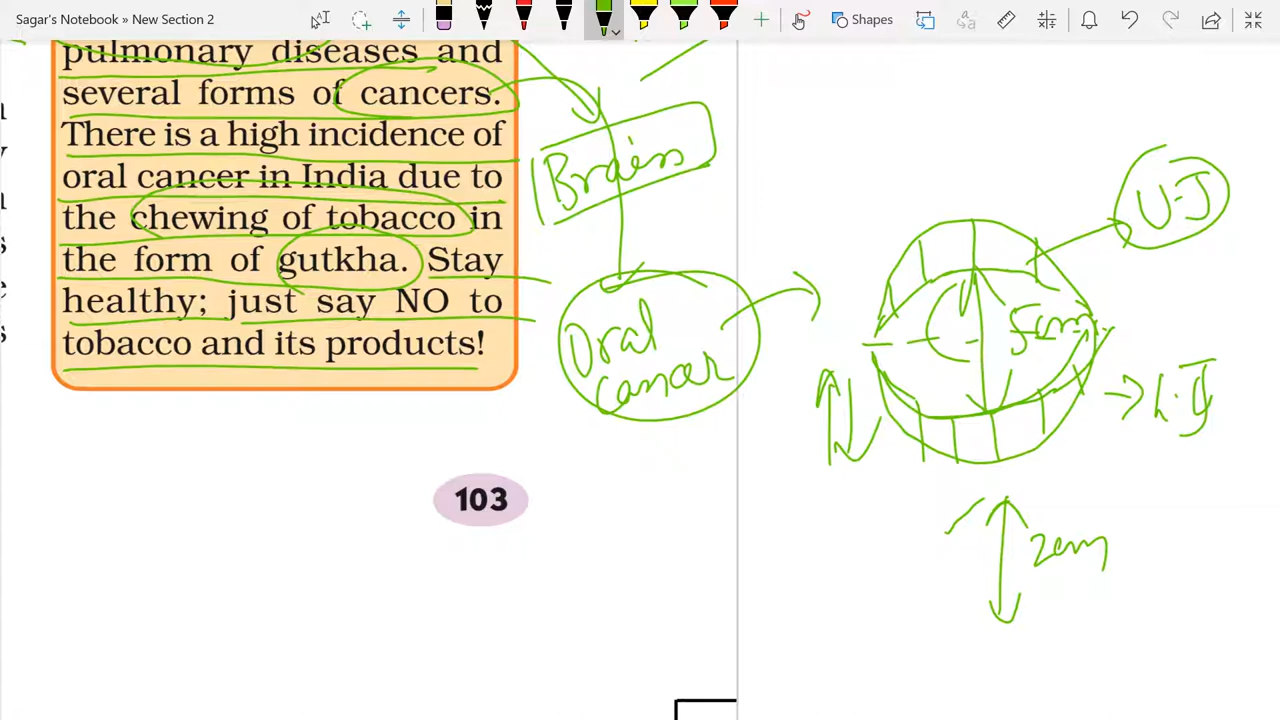 Sagar's Notebook » New Section 2
Shapes
pulmonary diseases and
several forms of cancers.
There is a high incidence of
oral cancer in India due to
the chewing of tobacco in
the form of gutkha. Stay
healthy; just say NO to
tobacco and its products!
103
Oral
cancer
U.J
5cm
L.J
2cm